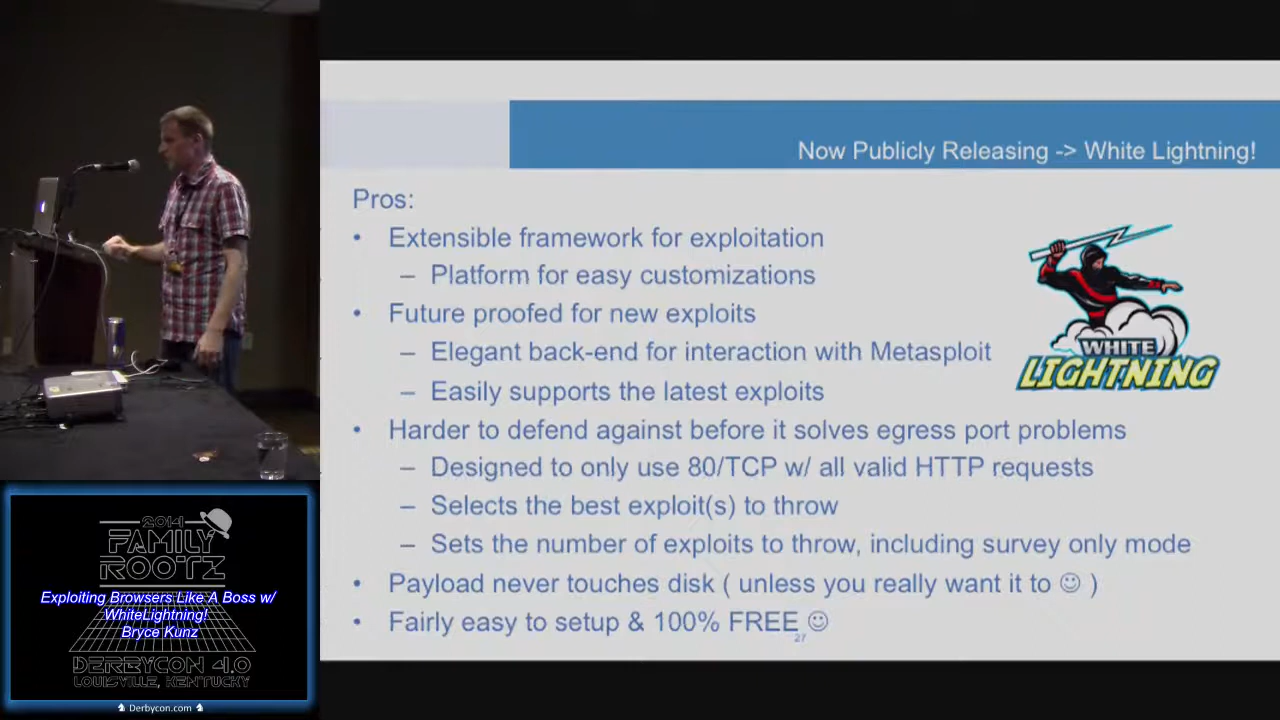 Now Publicly Releasing -> White Lightning!
Pros:
• Extensible framework for exploitation
– Platform for easy customizations
• Future proofed for new exploits
– Elegant back-end for interaction with Metasploit
– Easily supports the latest exploits
• Harder to defend against before it solves egress port problems
– Designed to only use 80/TCP w/ all valid HTTP requests
– Selects the best exploit(s) to throw
– Sets the number of exploits to throw, including survey only mode
• Payload never touches disk ( unless you really want it to ☺ )
• Fairly easy to setup & 100% FREE ☺
27
WHITE
LIGHTNING
2014
FAMILY
ROOTZ
Exploiting Browsers Like A Boss w/
WhiteLightning!
Bryce Kunz
DERBYCON 4.0
LOUISVILLE, KENTUCKY
Derbycon.com